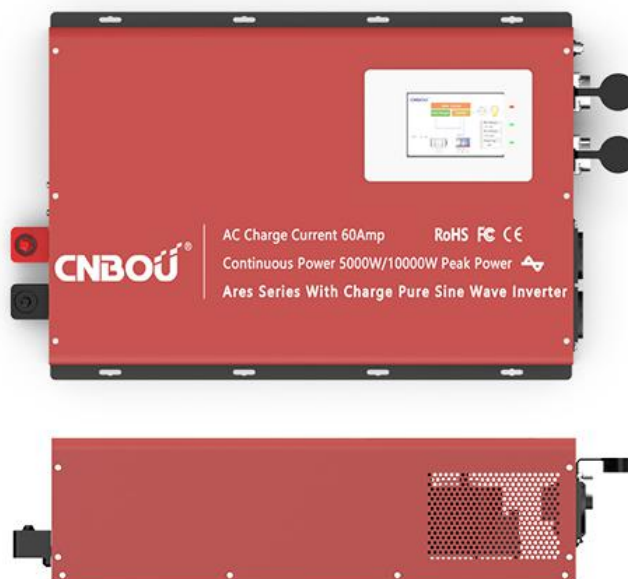 CNBOU
CNBOU®
AC Charge Current 60Amp
RoHS FC CE
Continuous Power 5000W/10000W Peak Power
Ares Series With Charge Pure Sine Wave Inverter